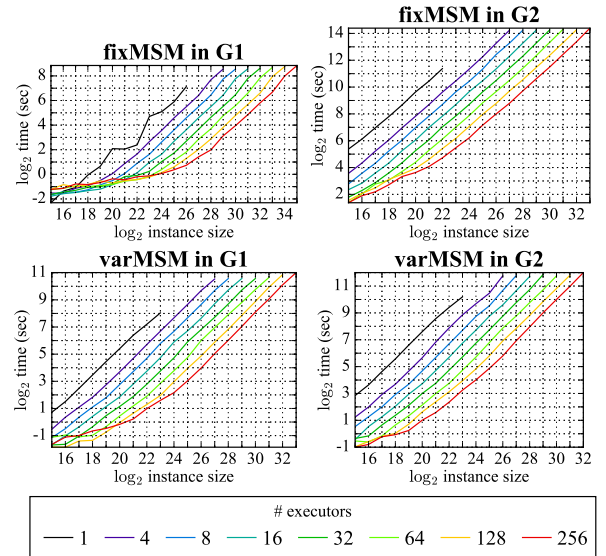 fixMSM in G1
log2 time (sec)
8
6
4
2
0
-2
16 18 20 22 24 26 28 30 32 34
log2 instance size
fixMSM in G2
log2 time (sec)
14
12
10
8
6
4
2
16 18 20 22 24 26 28 30 32
log2 instance size
varMSM in G1
log2 time (sec)
11
9
7
5
3
1
-1
16 18 20 22 24 26 28 30 32
log2 instance size
varMSM in G2
log2 time (sec)
11
9
7
5
3
1
-1
16 18 20 22 24 26 28 30 32
log2 instance size
# executors
1 4 8 16 32 64 128 256